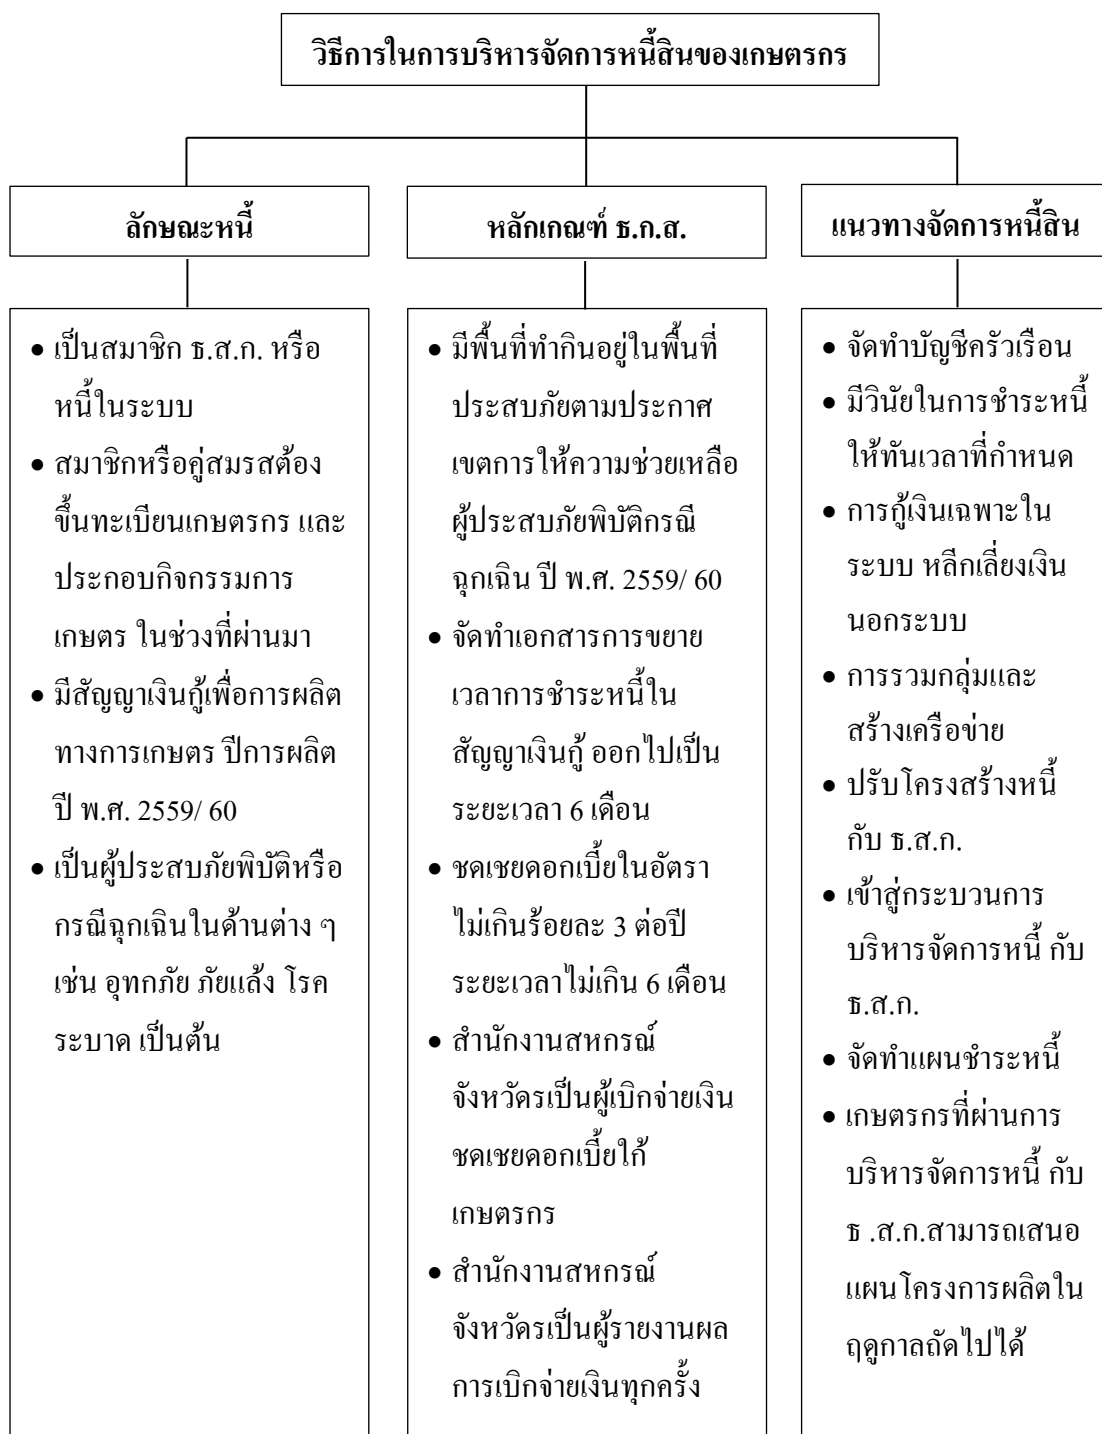 วิธีการในการบริหารจัดการหนี้สินของเกษตรกร
ลักษณะหนี้
• เป็นสมาชิก ธ.ส.ก. หรือ
หนี้ในระบบ
• สมาชิกหรือคู่สมรสต้อง
ขึ้นทะเบียนเกษตรกร และ
ประกอบกิจกรรมการ
เกษตร ในช่วงที่ผ่านมา
• มีสัญญาเงินกู้เพื่อการผลิต
ทางการเกษตร ปีการผลิต
ปี พ.ศ. 2559/ 60
• เป็นผู้ประสบภัยพิบัติหรือ
กรณีฉุกเฉินในด้านต่าง ๆ
เช่น อุทกภัย ภัยแล้ง โรค
ระบาด เป็นต้น
หลักเกณฑ์ ธ.ก.ส.
• มีพื้นที่ทำกินอยู่ในพื้นที่
ประสบภัยตามประกาศ
เขตการให้ความช่วยเหลือ
ผู้ประสบภัยพิบัติกรณี
ฉุกเฉิน ปี พ.ศ. 2559/ 60
• จัดทำเอกสารการขยาย
เวลาการชำระหนี้ใน
สัญญาเงินกู้ ออกไปเป็น
ระยะเวลา 6 เดือน
• ชดเชยดอกเบี้ยในอัตรา
ไม่เกินร้อยละ 3 ต่อปี
ระยะเวลาไม่เกิน 6 เดือน
• สำนักงานสหกรณ์
จังหวัดรเป็นผู้เบิกจ่ายเงิน
ชดเชยดอกเบี้ยใก้
เกษตรกร
• สำนักงานสหกรณ์
จังหวัดรเป็นผู้รายงานผล
การเบิกจ่ายเงินทุกครั้ง
แนวทางจัดการหนี้สิน
• จัดทำบัญชีครัวเรือน
• มีวินัยในการชำระหนี้
ให้ทันเวลาที่กำหนด
• การกู้เงินเฉพาะใน
ระบบ หลีกเลี่ยงเงิน
นอกระบบ
• การรวมกลุ่มและ
สร้างเครือข่าย
• ปรับโครงสร้างหนี้
กับ ธ.ส.ก.
• เข้าสู่กระบวนการ
บริหารจัดการหนี้ กับ
ธ.ส.ก.
• จัดทำแผนชำระหนี้
• เกษตรกรที่ผ่านการ
บริหารจัดการหนี้ กับ
ธ .ส.ก.สามารถเสนอ
แผนโครงการผลิตใน
ฤดูกาลถัดไปได้